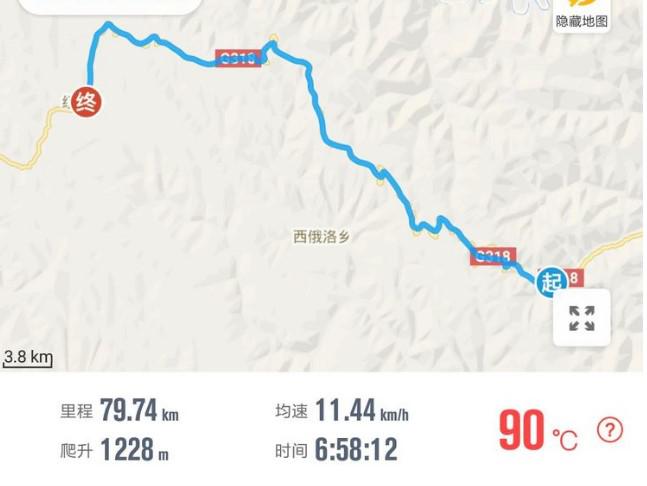 隐藏地图
G318
终
西俄洛乡
G318
起
8
3.8 km
里程 79.74 km
均速 11.44 km/h
90 ℃ ?
爬升 1228 m
时间 6:58:12